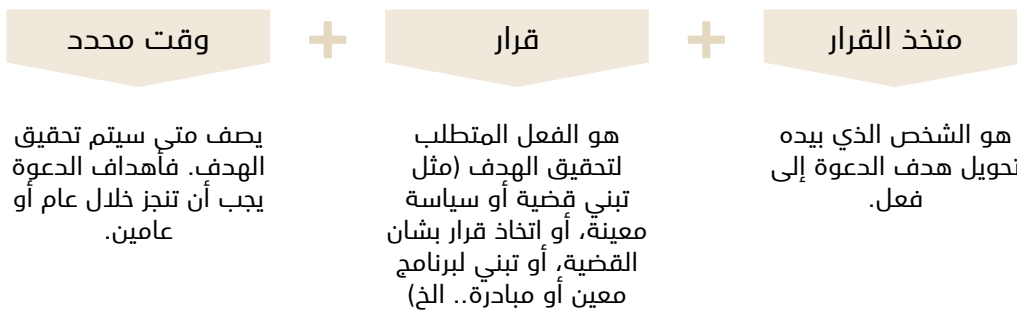 متخذ القرار
+
قرار
+
وقت محدد
هو الشخص الذي بيده
تحويل هدف الدعوة إلى
فعل.
هو الفعل المتطلب
لتحقيق الهدف (مثل
تبني قضية أو سياسة
معينة، أو اتخاذ قرار بشان
القضية، أو تبني لبرنامج
معين أو مبادرة.. الخ)
يصف متى سيتم تحقيق
الهدف. فأهداف الدعوة
يجب أن تنجز خلال عام أو
عامين.